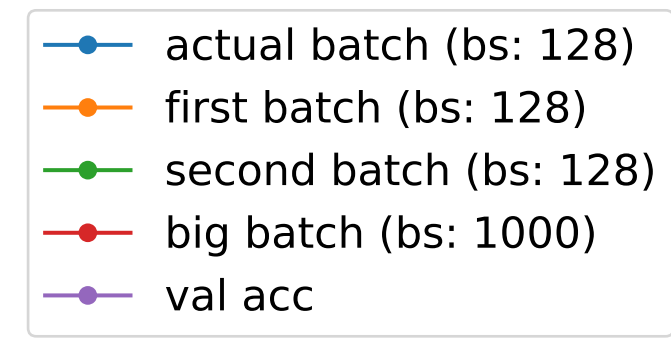 actual batch (bs: 128)
first batch (bs: 128)
second batch (bs: 128)
big batch (bs: 1000)
val acc